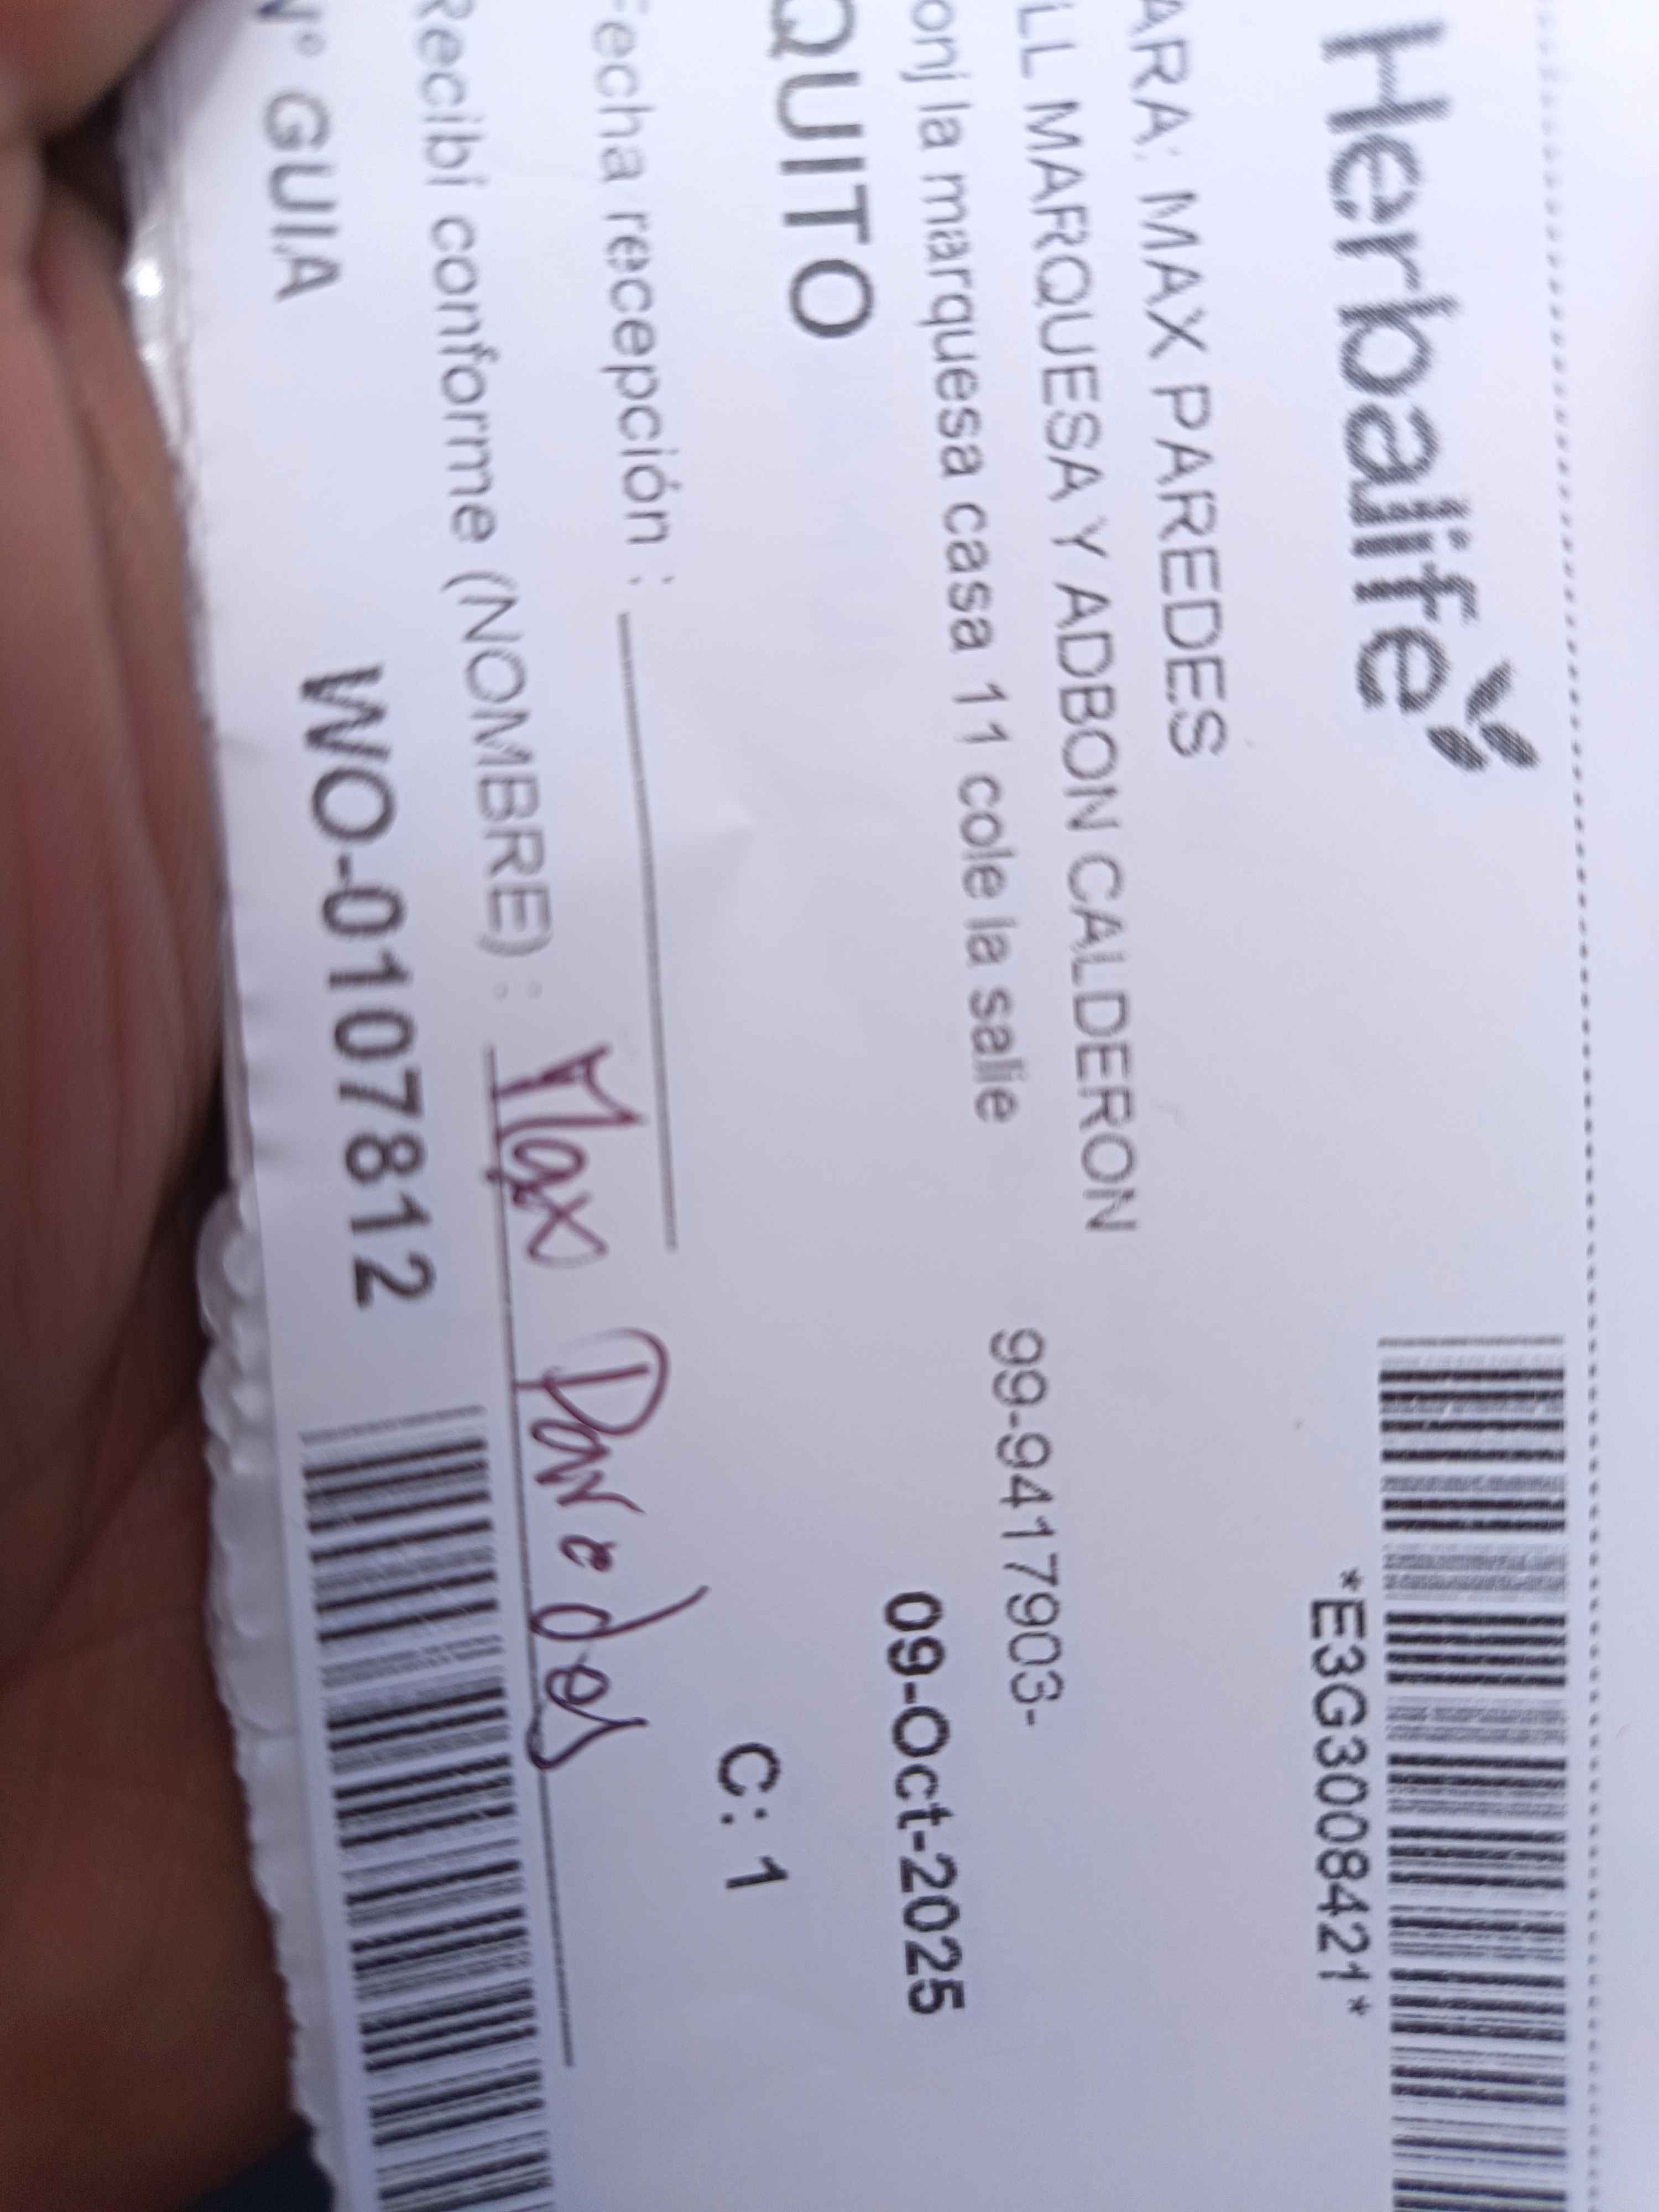 Herbalife
*E3G3008421*
ARA: MAX PAREDES
LL MARQUESA Y ADBON CALDERON
onj la marquesa casa 11 cole la salle 99-9417903-
QUITO 09-Oct-2025
C: 1
Fecha recepción :
Recibí conforme (NOMBRE) : Max Paredes
N° GUIA WO-0107812